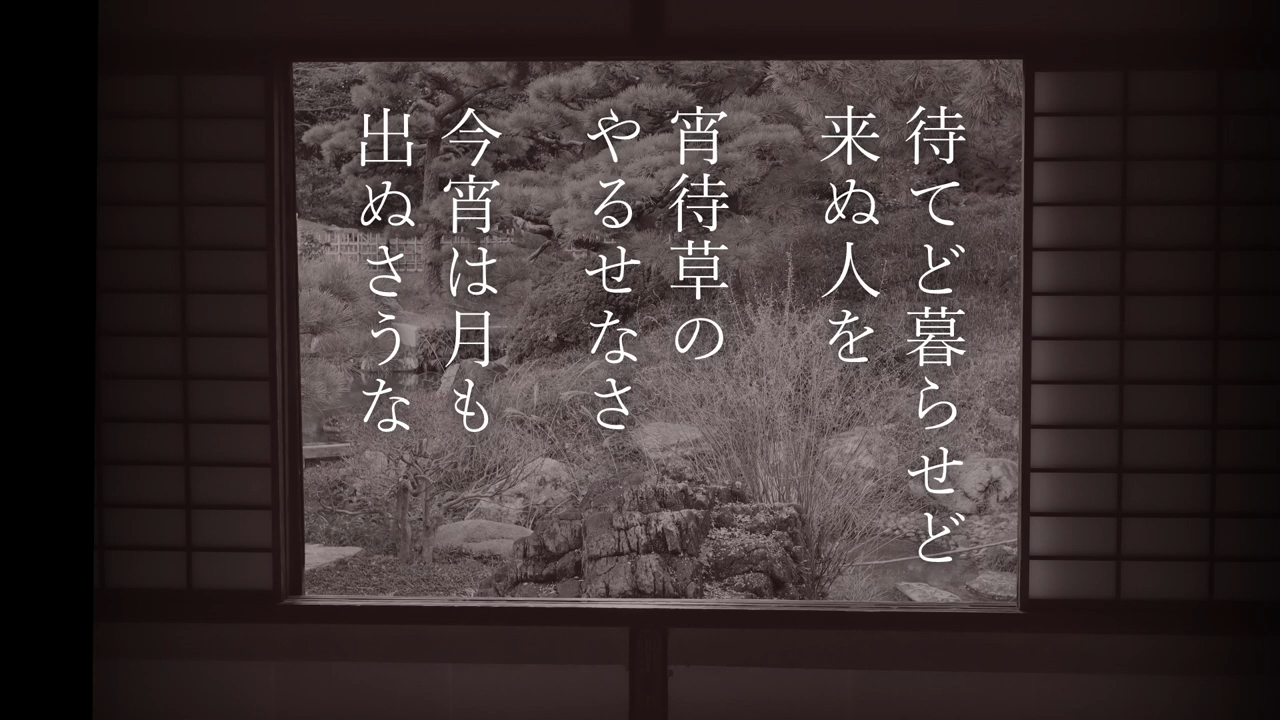 待てど暮らせど
来ぬ人を
宵待草の
やるせなさ
今宵は月も
出ぬさうな